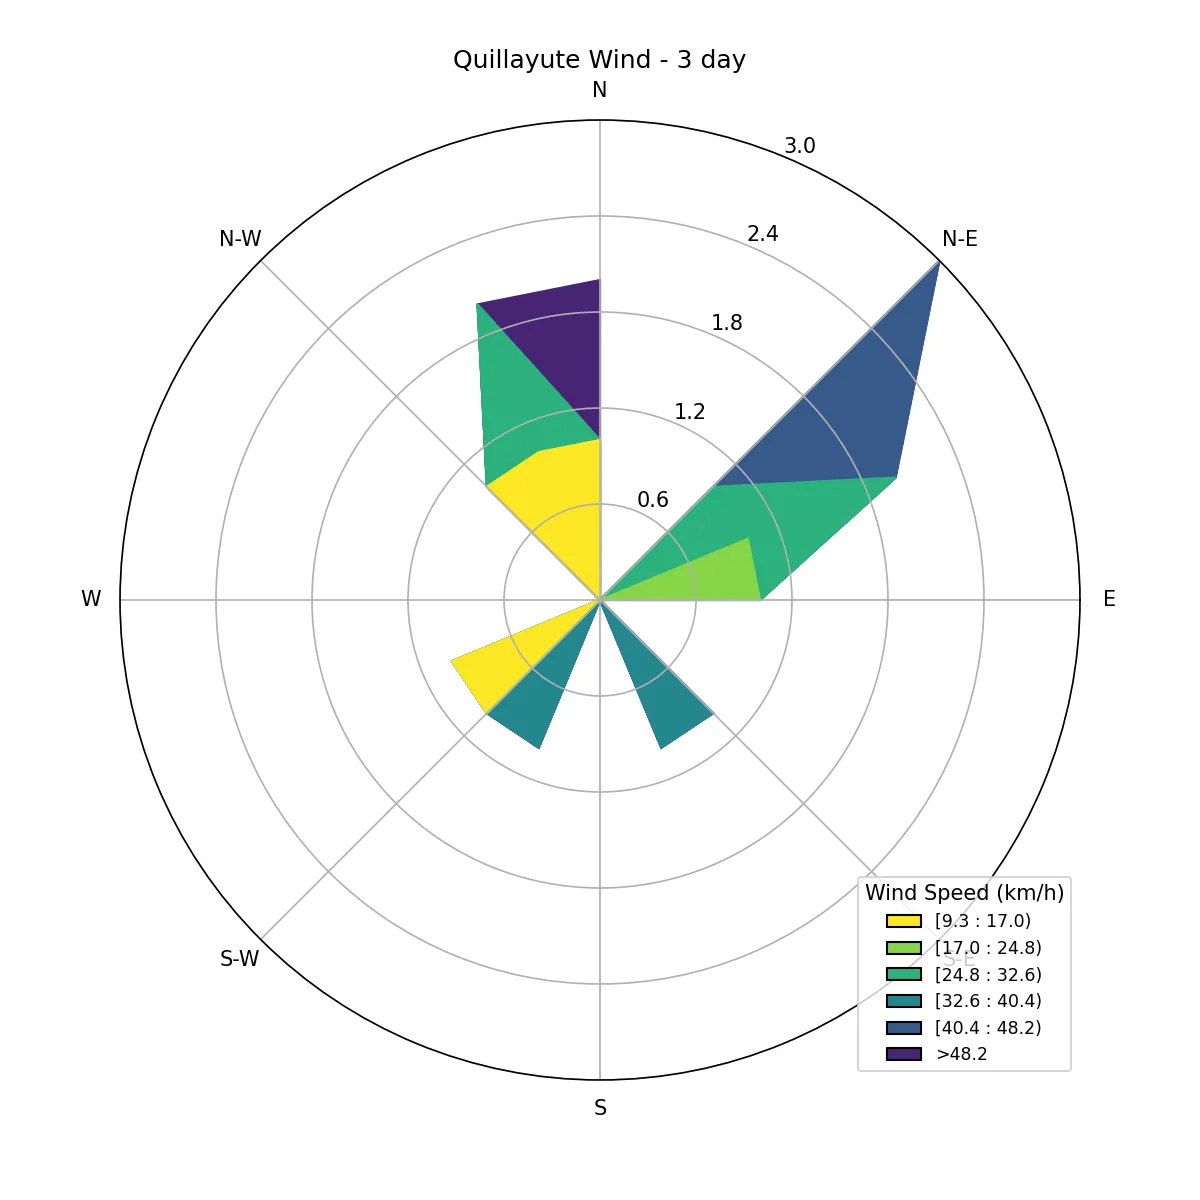 Quillayute Wind - 3 day
N
3.0
N-W
N-E
2.4
1.8
1.2
0.6
W
E
Wind Speed (km/h)
[9.3 : 17.0)
[17.0 : 24.8)
S-W
S-E
[24.8 : 32.6)
[32.6 : 40.4)
[40.4 : 48.2)
>48.2
S